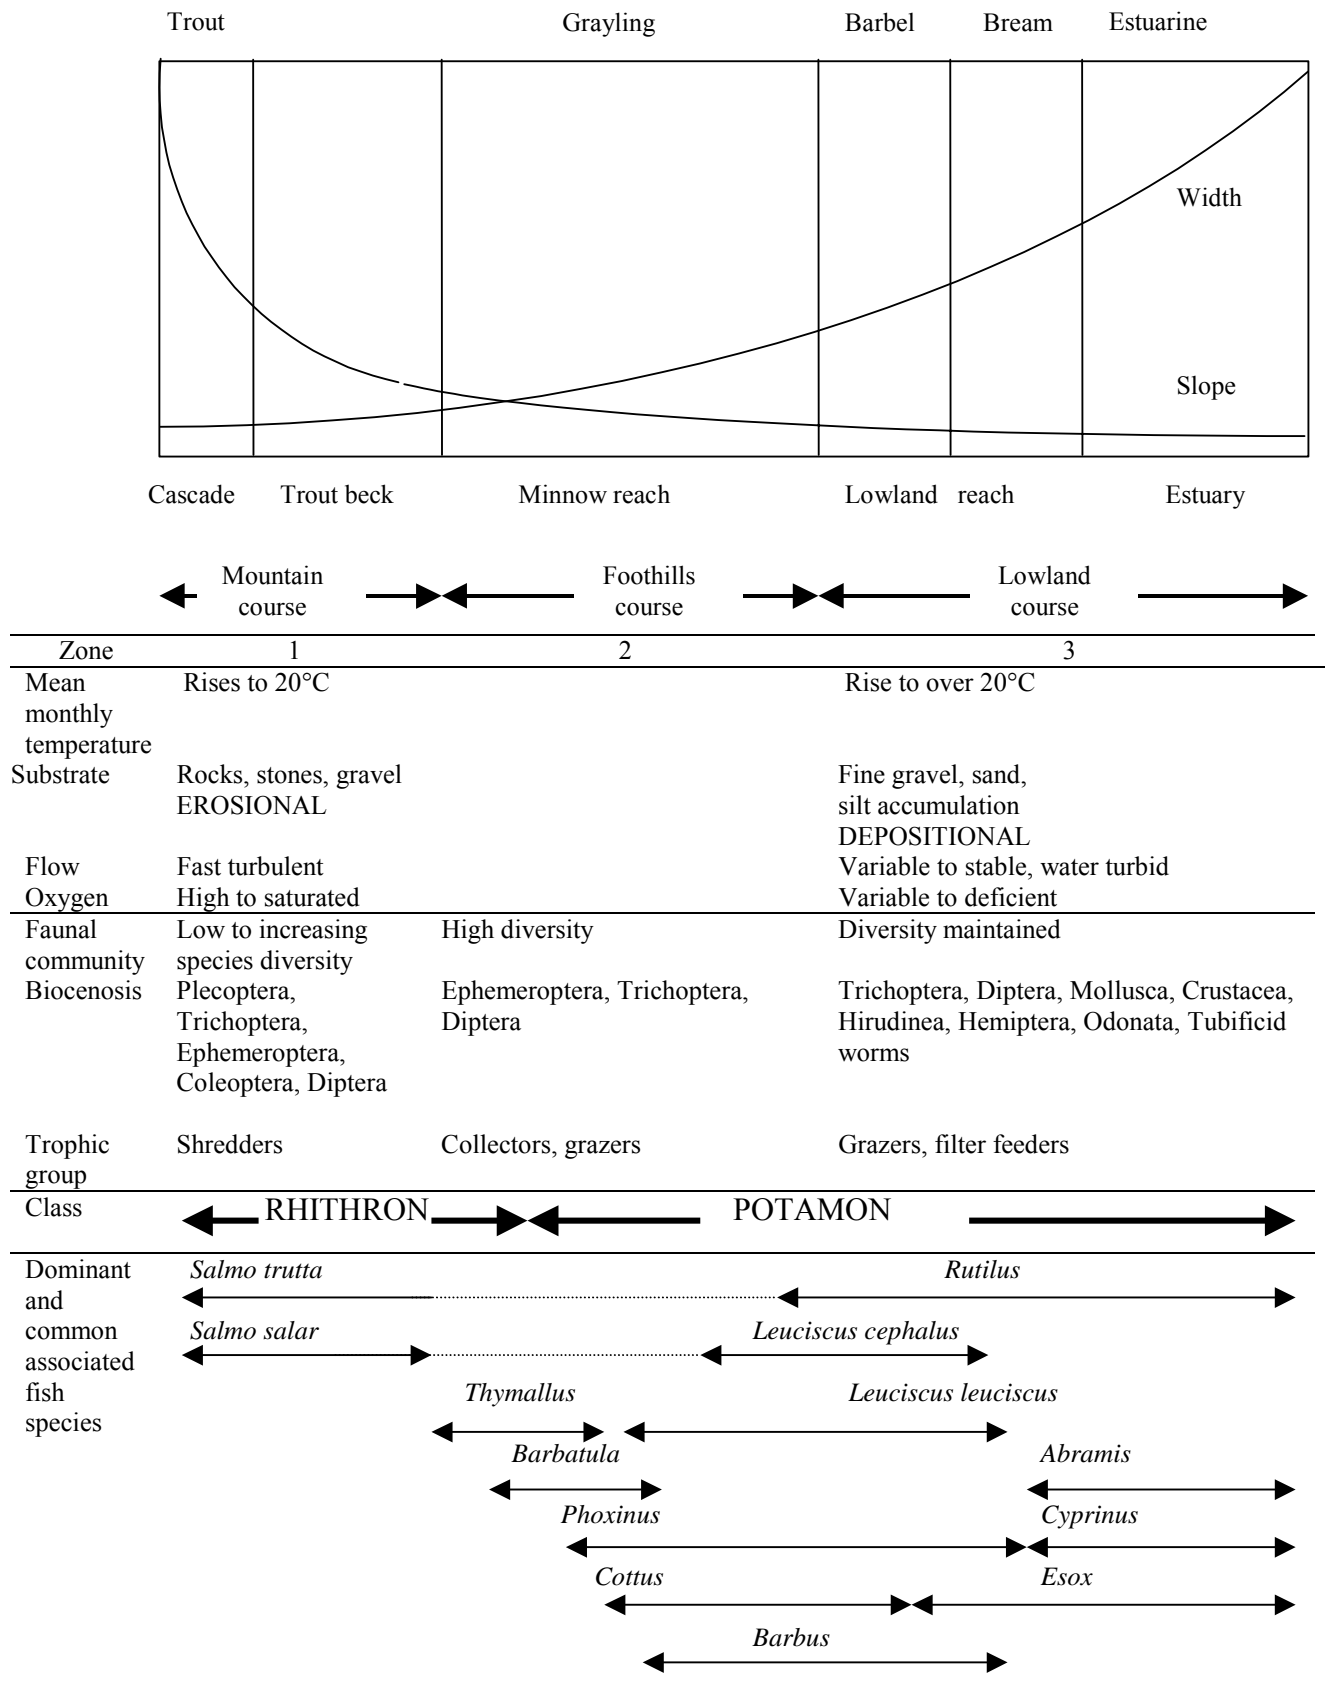 Trout Grayling Barbel Bream Estuarine
Width
Slope
Cascade Trout beck Minnow reach Lowland reach Estuary
Mountain Foothills Lowland
course course course
Zone 1 2 3
Mean Rises to 20°C Rise to over 20°C
monthly
temperature
Substrate Rocks, stones, gravel Fine gravel, sand,
EROSIONAL silt accumulation
DEPOSITIONAL
Flow Fast turbulent Variable to stable, water turbid
Oxygen High to saturated Variable to deficient
Faunal Low to increasing High diversity Diversity maintained
community species diversity
Biocenosis Plecoptera, Ephemeroptera, Trichoptera, Trichoptera, Diptera, Mollusca, Crustacea,
Trichoptera, Diptera Hirudinea, Hemiptera, Odonata, Tubificid
Ephemeroptera, worms
Coleoptera, Diptera
Trophic Shredders Collectors, grazers Grazers, filter feeders
group
Class RHITHRON POTAMON
Dominant Salmo trutta Rutilus
and
common Salmo salar Leuciscus cephalus
associated
fish Thymallus Leuciscus leuciscus
species
Barbatula Abramis
Phoxinus Cyprinus
Cottus Esox
Barbus